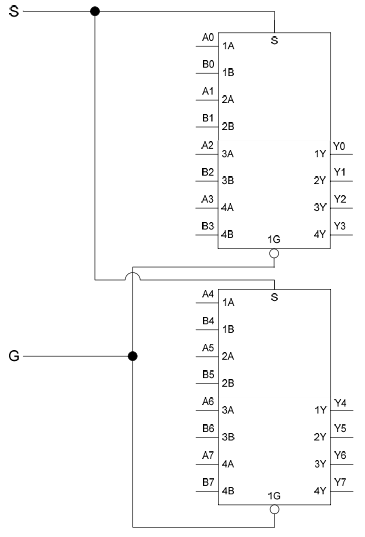 S
S
A0 1A
B0 1B
A1 2A
B1 2B
A2 3A 1Y Y0
B2 3B 2Y Y1
A3 4A 3Y Y2
B3 4B 4Y Y3
1G
S
A4 1A
B4 1B
G
A5 2A
B5 2B
A6 3A 1Y Y4
B6 3B 2Y Y5
A7 4A 3Y Y6
B7 4B 4Y Y7
1G